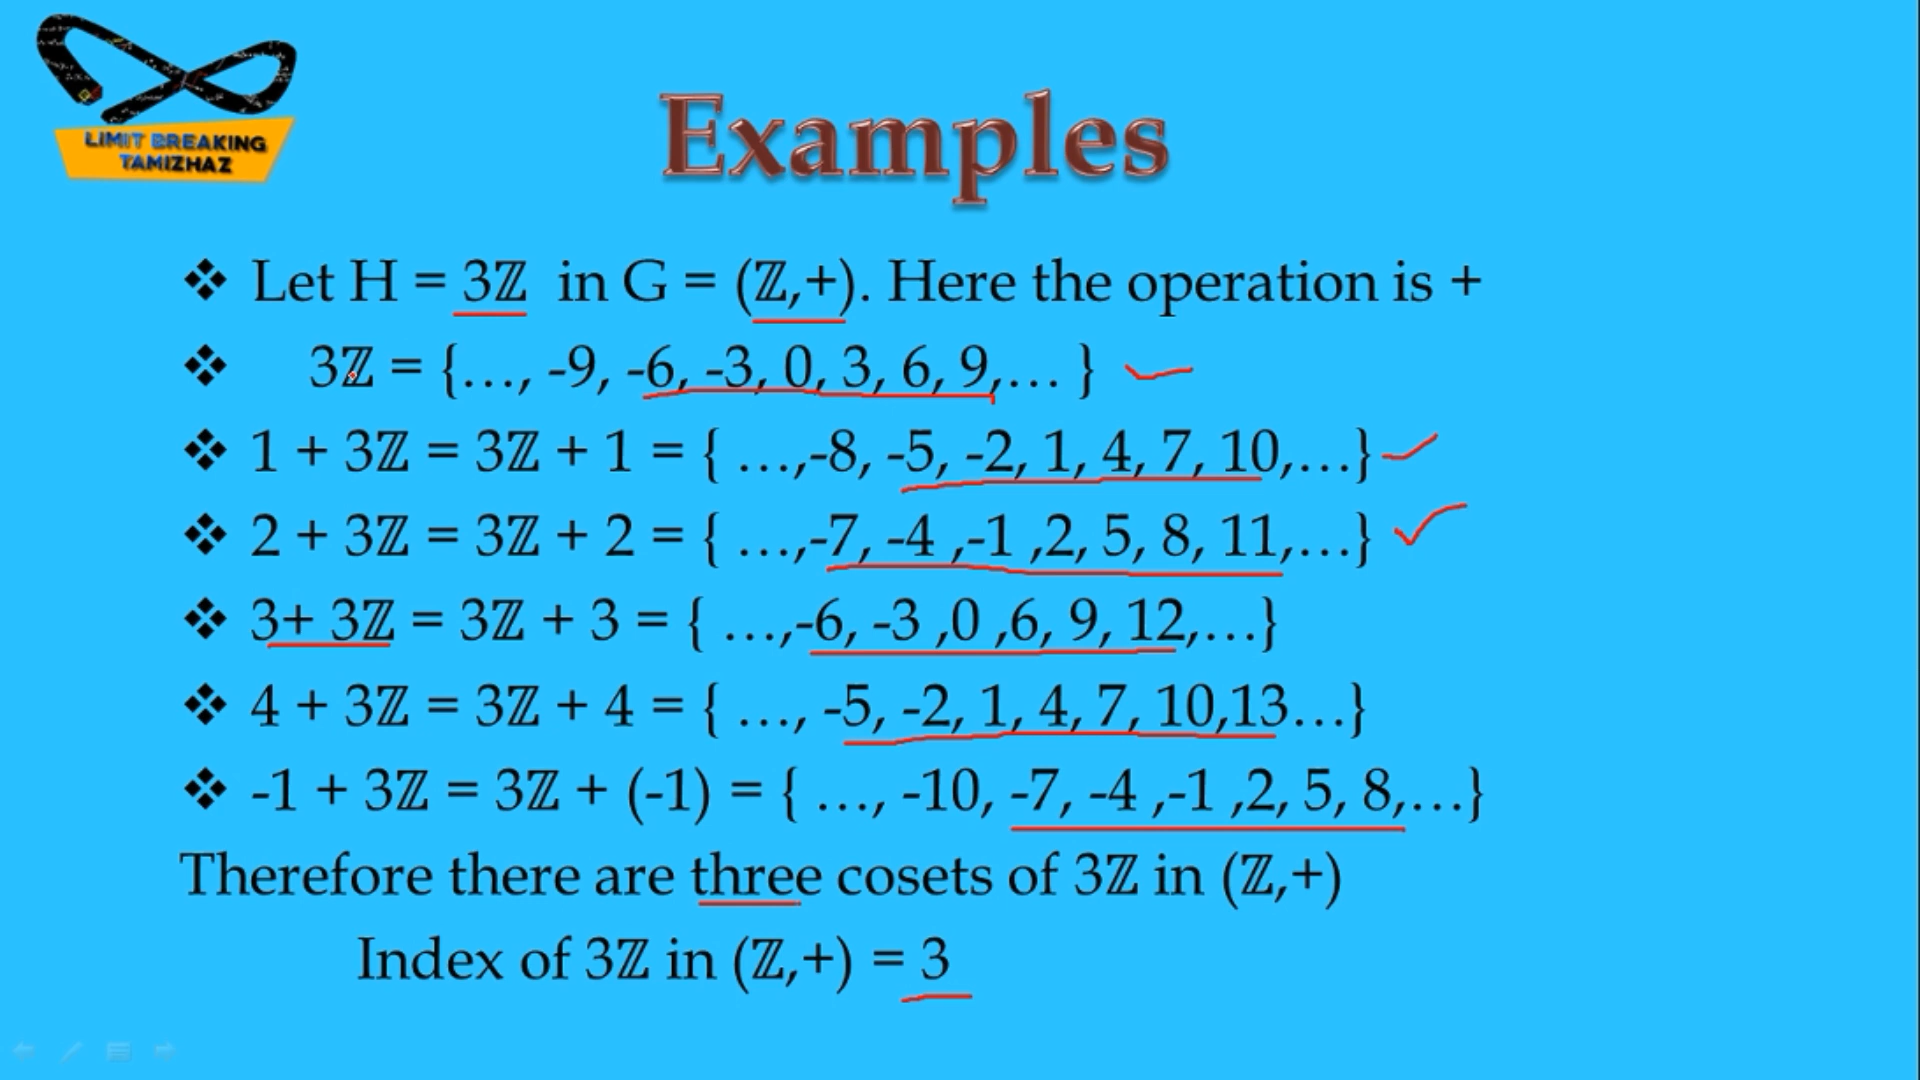 LIMIT BREAKING
TAMIZHAZ
Examples
❖ Let H = 3ℤ in G = (ℤ,+). Here the operation is +
❖ 3ℤ = {…, -9, -6, -3, 0, 3, 6, 9,… }
❖ 1 + 3ℤ = 3ℤ + 1 = { …,-8, -5, -2, 1, 4, 7, 10,…}
❖ 2 + 3ℤ = 3ℤ + 2 = { …,-7, -4 ,-1 ,2, 5, 8, 11,…}
❖ 3+ 3ℤ = 3ℤ + 3 = { …,-6, -3 ,0 ,6, 9, 12,…}
❖ 4 + 3ℤ = 3ℤ + 4 = { …, -5, -2, 1, 4, 7, 10,13…}
❖ -1 + 3ℤ = 3ℤ + (-1) = { …, -10, -7, -4 ,-1 ,2, 5, 8,…}
Therefore there are three cosets of 3ℤ in (ℤ,+)
Index of 3ℤ in (ℤ,+) = 3